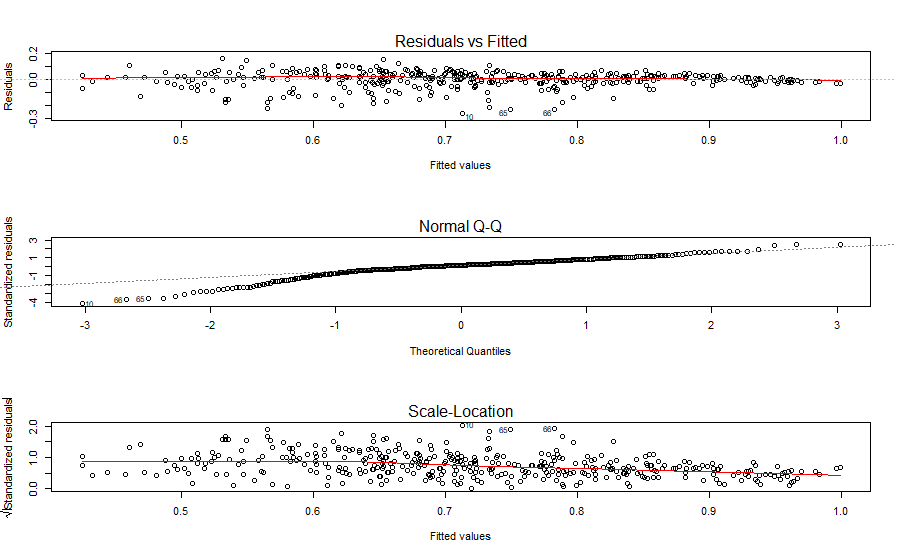 Residuals vs Fitted
0.2
0.0
-0.3
Residuals
10
65
66
0.5 0.6 0.7 0.8 0.9 1.0
Fitted values
Normal Q-Q
3
1
-1
-4
Standardized residuals
10
66
65
-3 -2 -1 0 1 2 3
Theoretical Quantiles
Scale-Location
2.0
1.0
0.0
√|Standardized residuals|
10
65
66
0.5 0.6 0.7 0.8 0.9 1.0
Fitted values